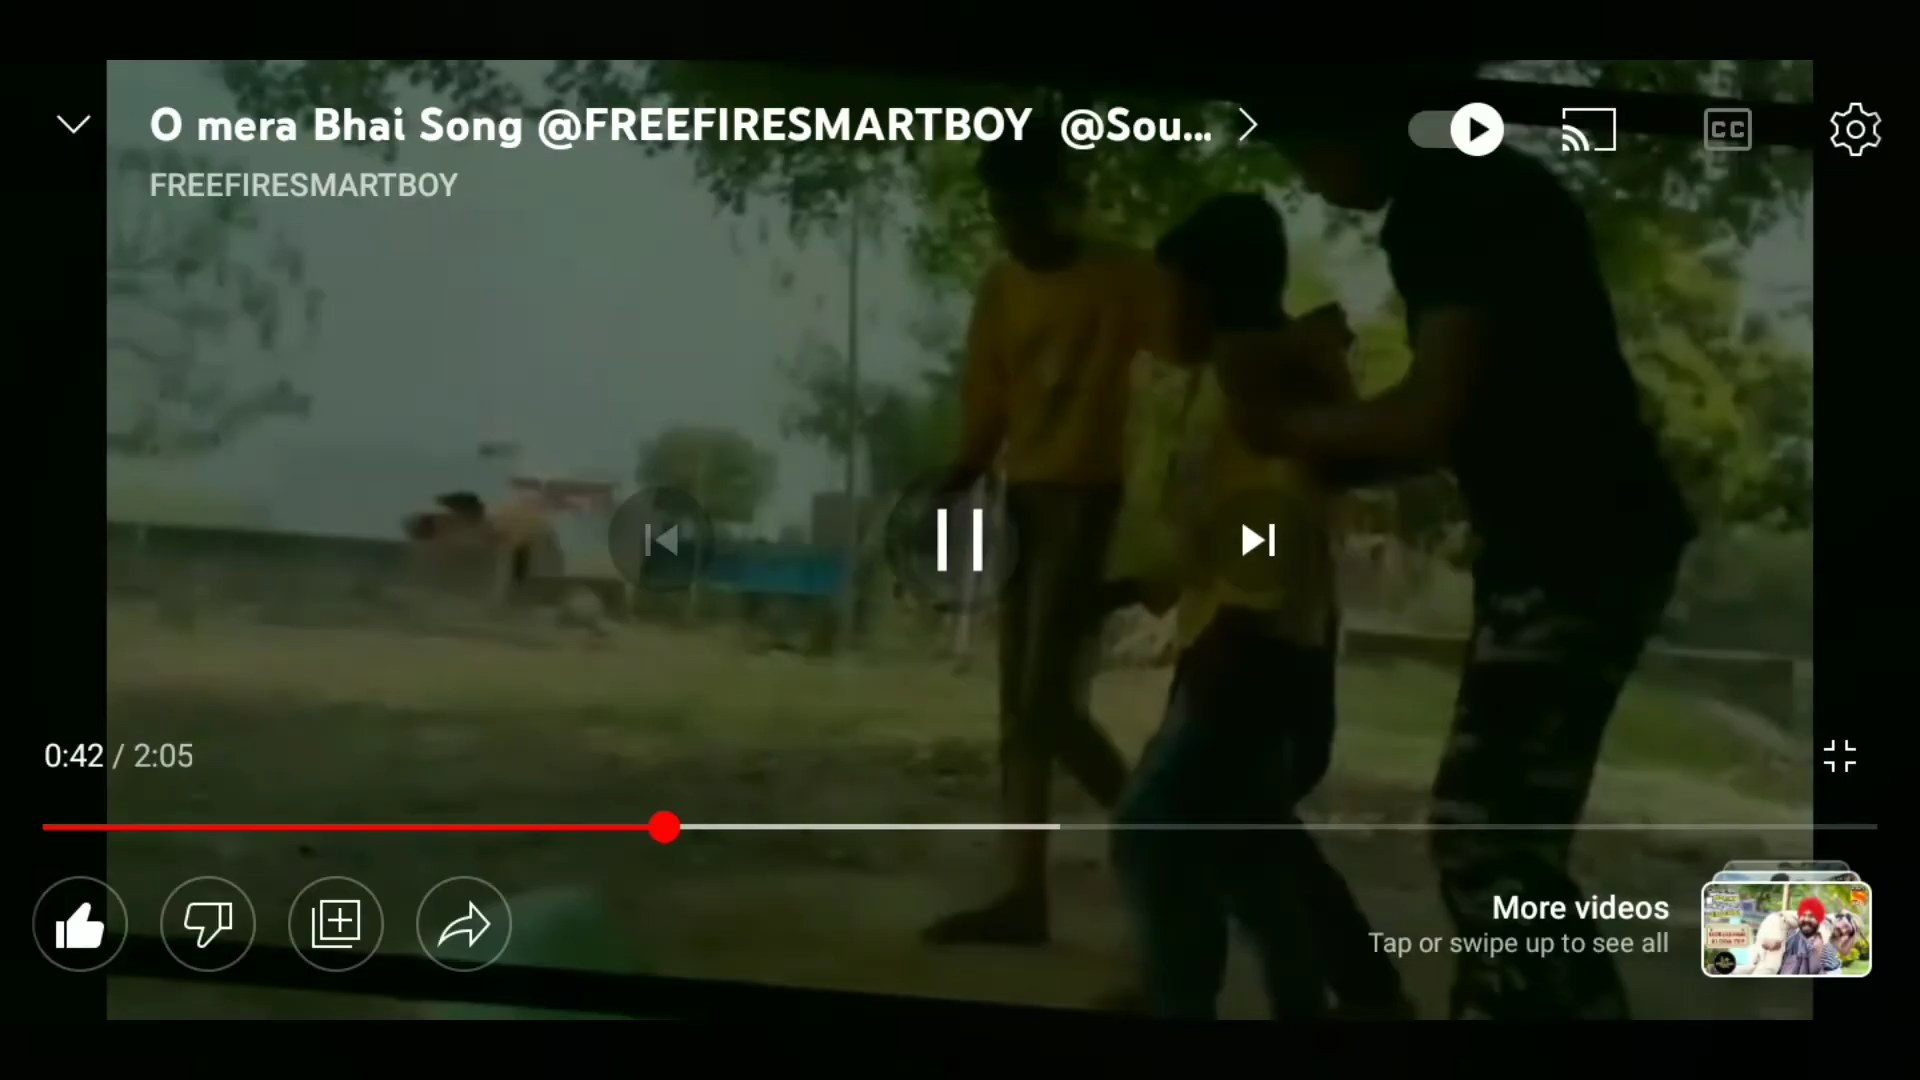 O mera Bhai Song @FREEFIRESMARTBOY @Sou...
CC
FREEFIRESMARTBOY
0:42 / 2:05
More videos
Tap or swipe up to see all